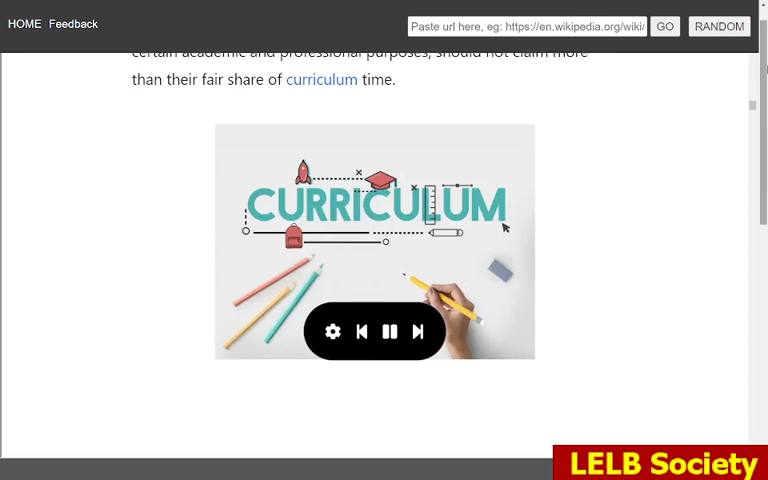 HOME Feedback
Paste url here, eg: https://en.wikipedia.org/wiki/
GO
RANDOM
certain academic and professional purposes, should not claim more
than their fair share of curriculum time.
CURRICULUM
LELB Society